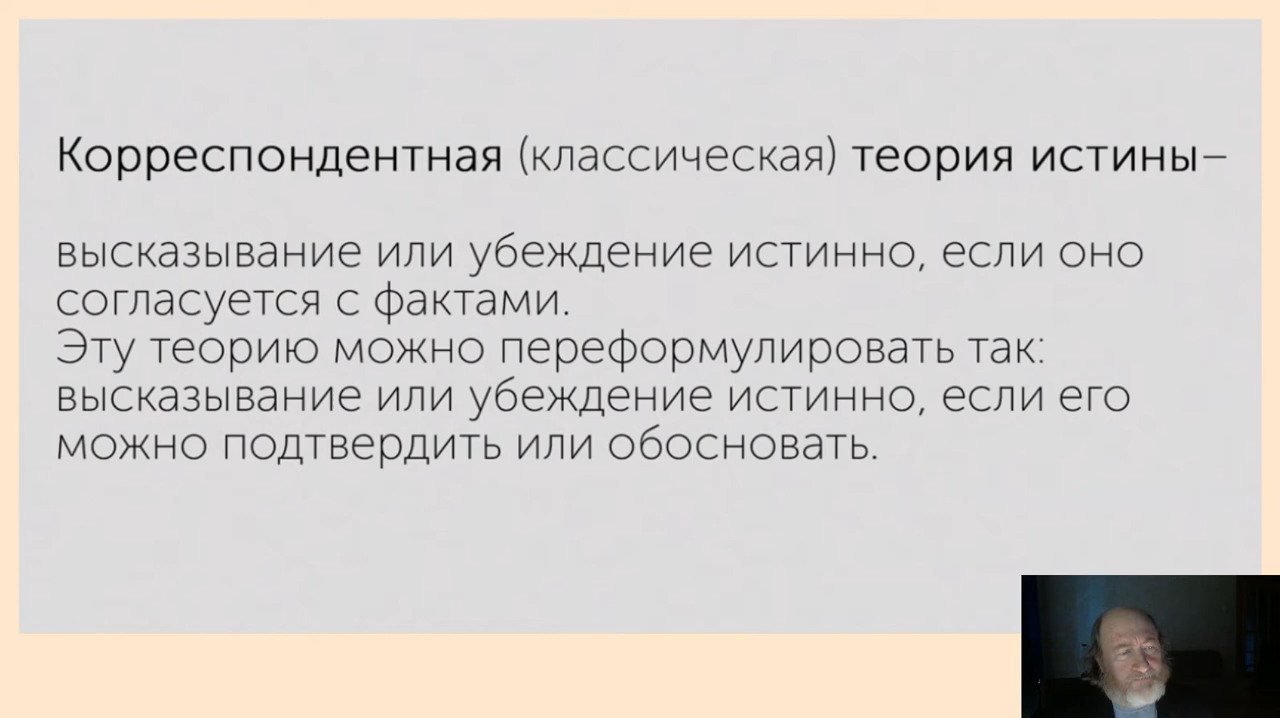 Корреспондентная (классическая) теория истины–
высказывание или убеждение истинно, если оно
согласуется с фактами.
Эту теорию можно переформулировать так:
высказывание или убеждение истинно, если его
можно подтвердить или обосновать.